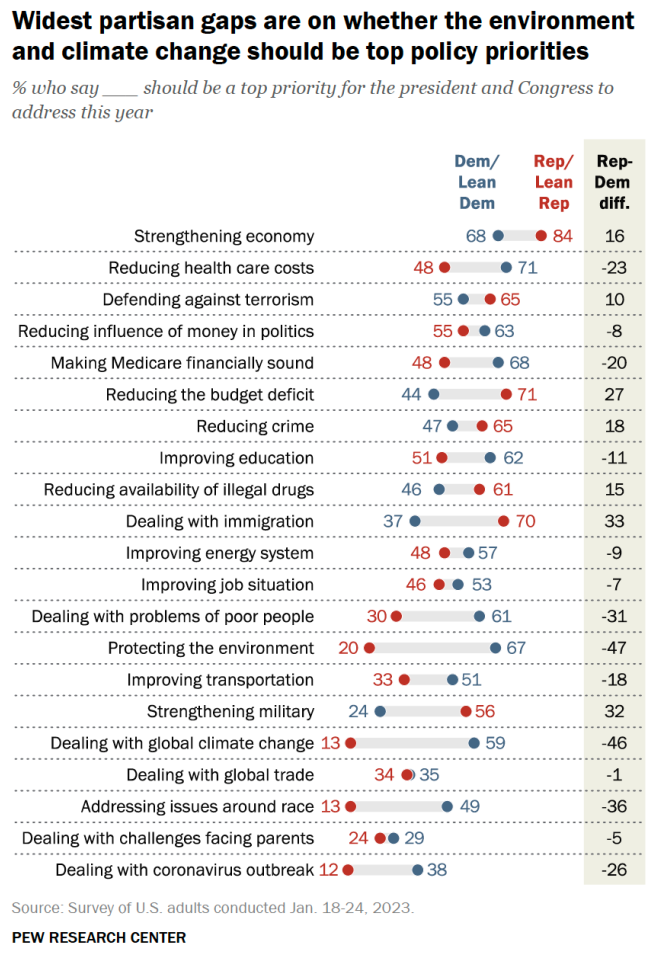 Widest partisan gaps are on whether the environment
and climate change should be top policy priorities
% who say ___ should be a top priority for the president and Congress to
address this year
Dem/ Rep/ Rep-
Lean Lean Dem
Dem Rep diff.
Strengthening economy 68 84 16
Reducing health care costs 48 71 -23
Defending against terrorism 55 65 10
Reducing influence of money in politics 55 63 -8
Making Medicare financially sound 48 68 -20
Reducing the budget deficit 44 71 27
Reducing crime 47 65 18
Improving education 51 62 -11
Reducing availability of illegal drugs 46 61 15
Dealing with immigration 37 70 33
Improving energy system 48 57 -9
Improving job situation 46 53 -7
Dealing with problems of poor people 30 61 -31
Protecting the environment 20 67 -47
Improving transportation 33 51 -18
Strengthening military 24 56 32
Dealing with global climate change 13 59 -46
Dealing with global trade 34 35 -1
Addressing issues around race 13 49 -36
Dealing with challenges facing parents 24 29 -5
Dealing with coronavirus outbreak 12 38 -26
Source: Survey of U.S. adults conducted Jan. 18-24, 2023.
PEW RESEARCH CENTER